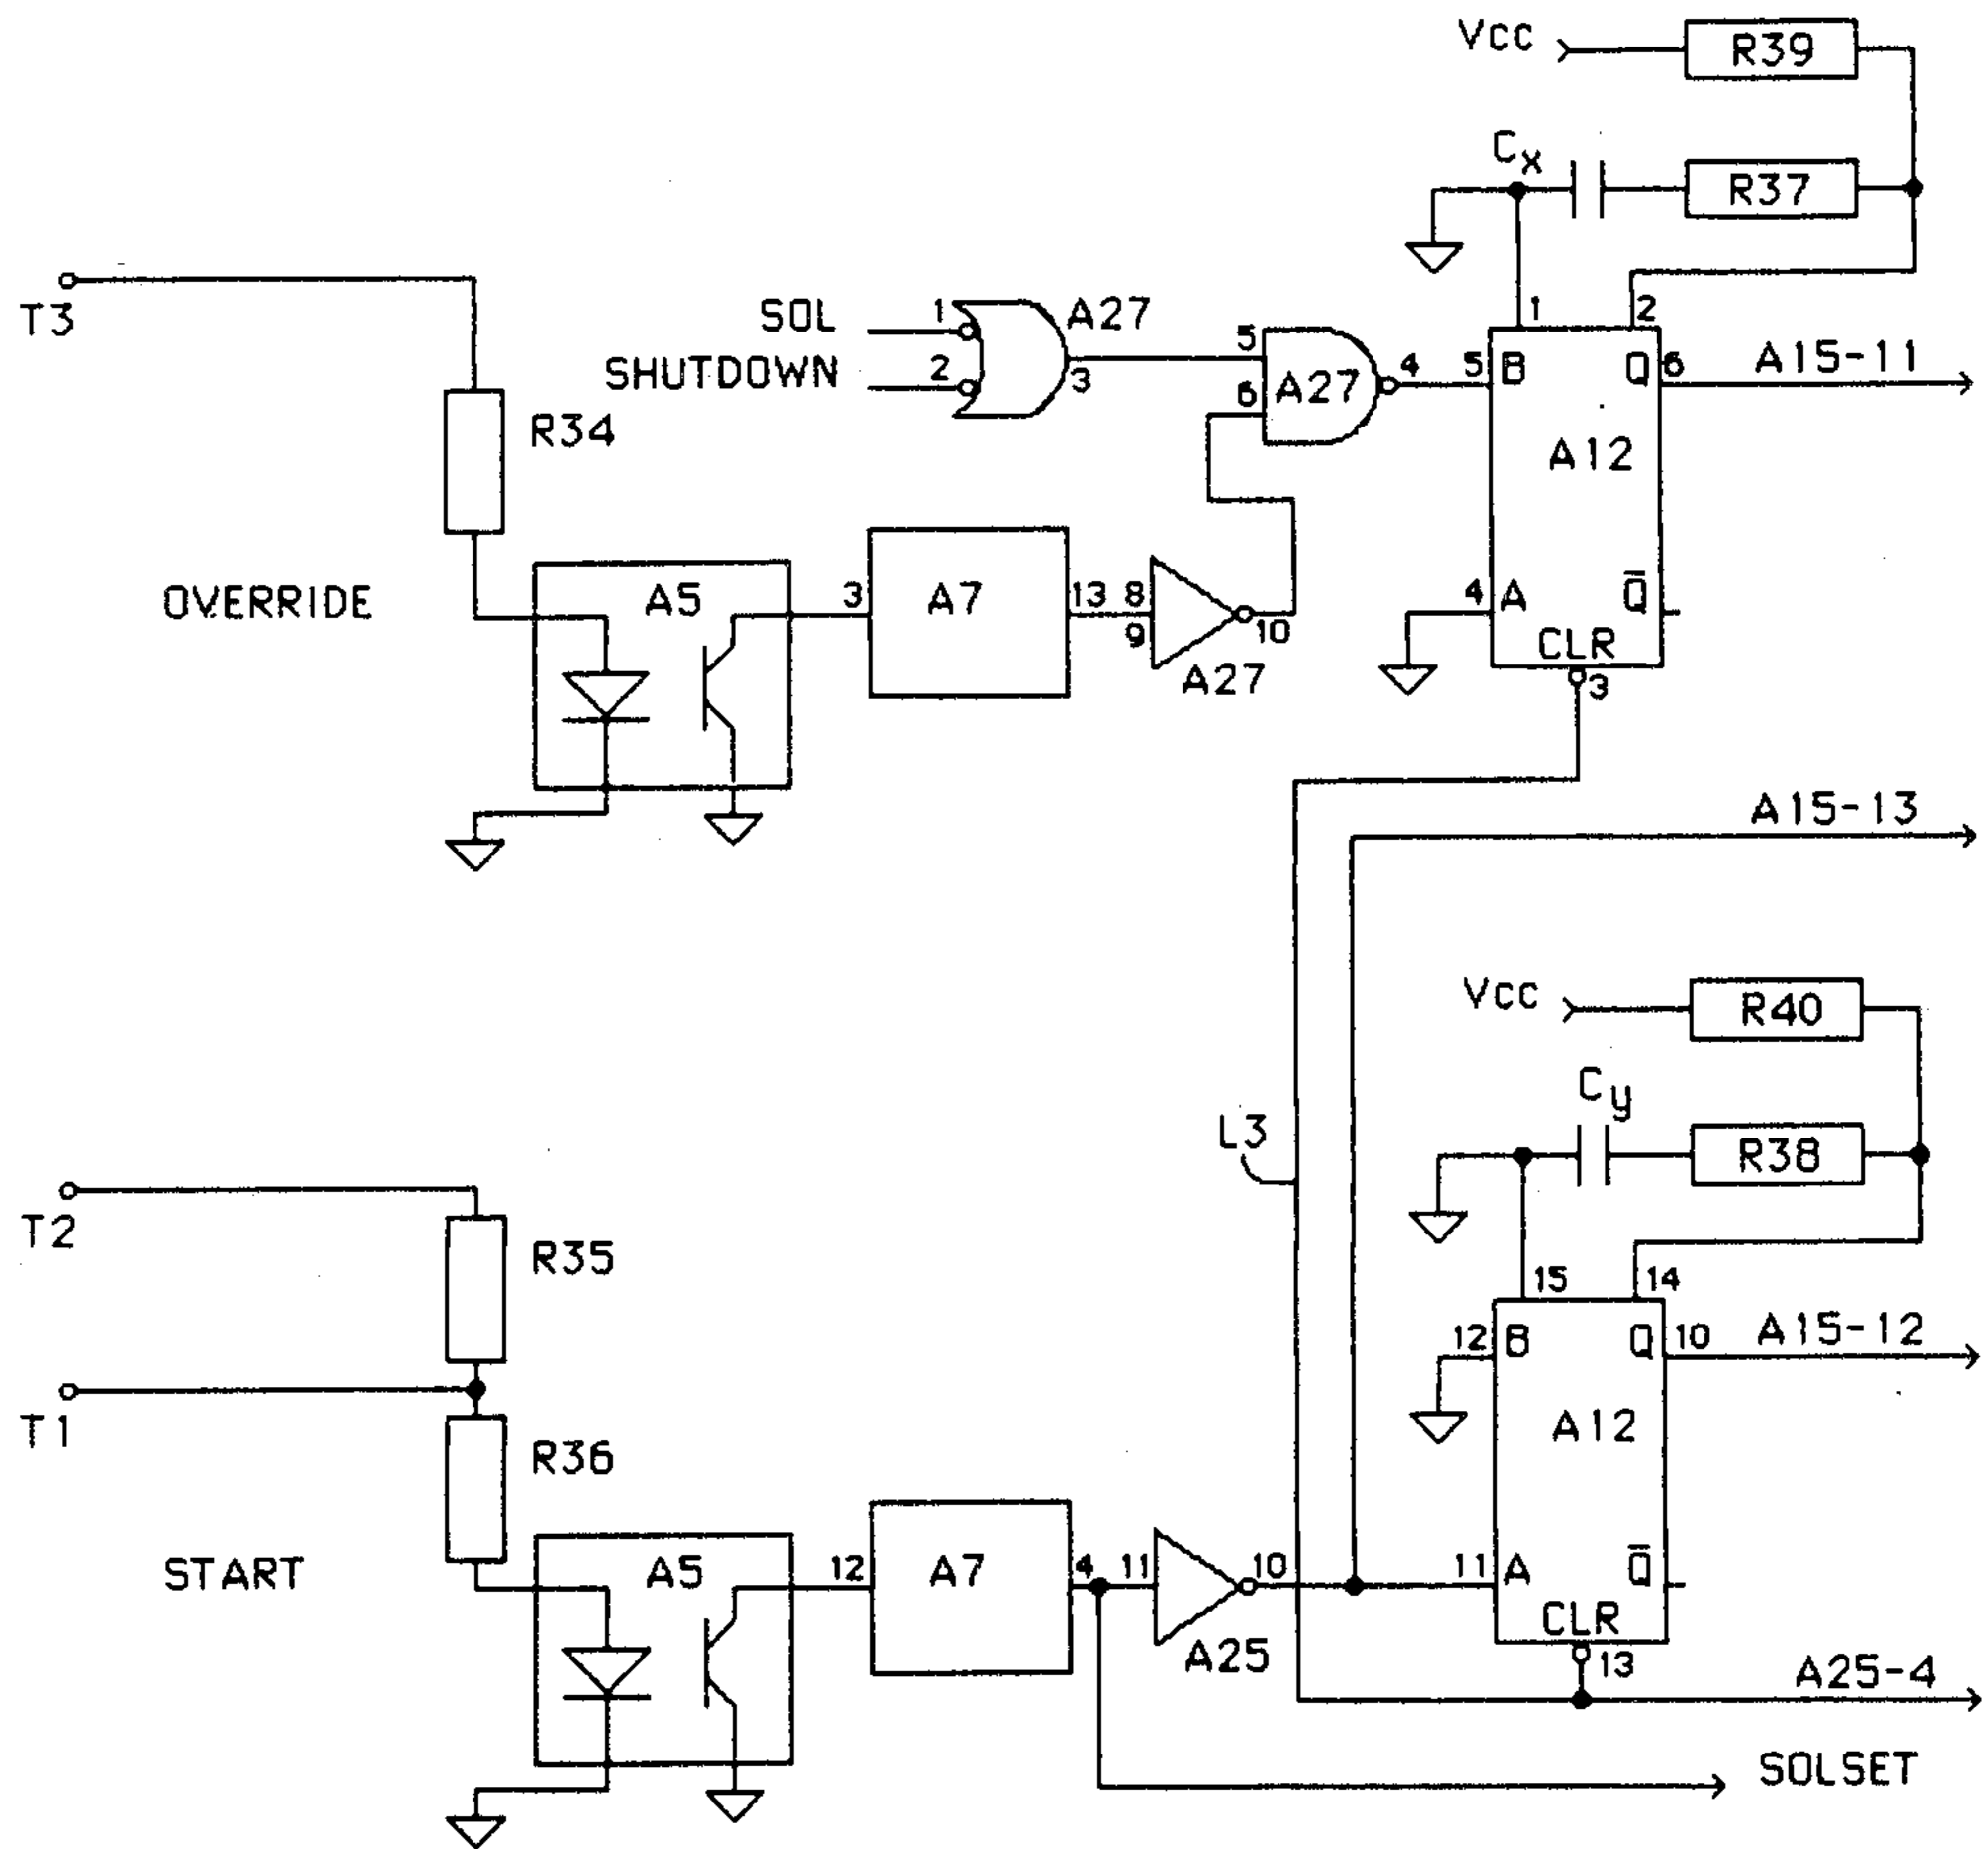 Vcc
R39
Cx
R37
T3
SOL
1
A27
SHUTDOWN
2
3
5
6
A27
4
1
2
5
B
Q
6
A15-11
R34
A12
OVERRIDE
A5
3
A7
13
8
9
10
A27
4
A
Q̅
CLR
3
A15-13
Vcc
R40
Cy
L3
R38
T2
R35
15
14
12
B
Q
10
A15-12
T1
R36
A12
START
A5
12
A7
4
11
10
A25
11
A
Q̅
CLR
13
A25-4
SOLSET